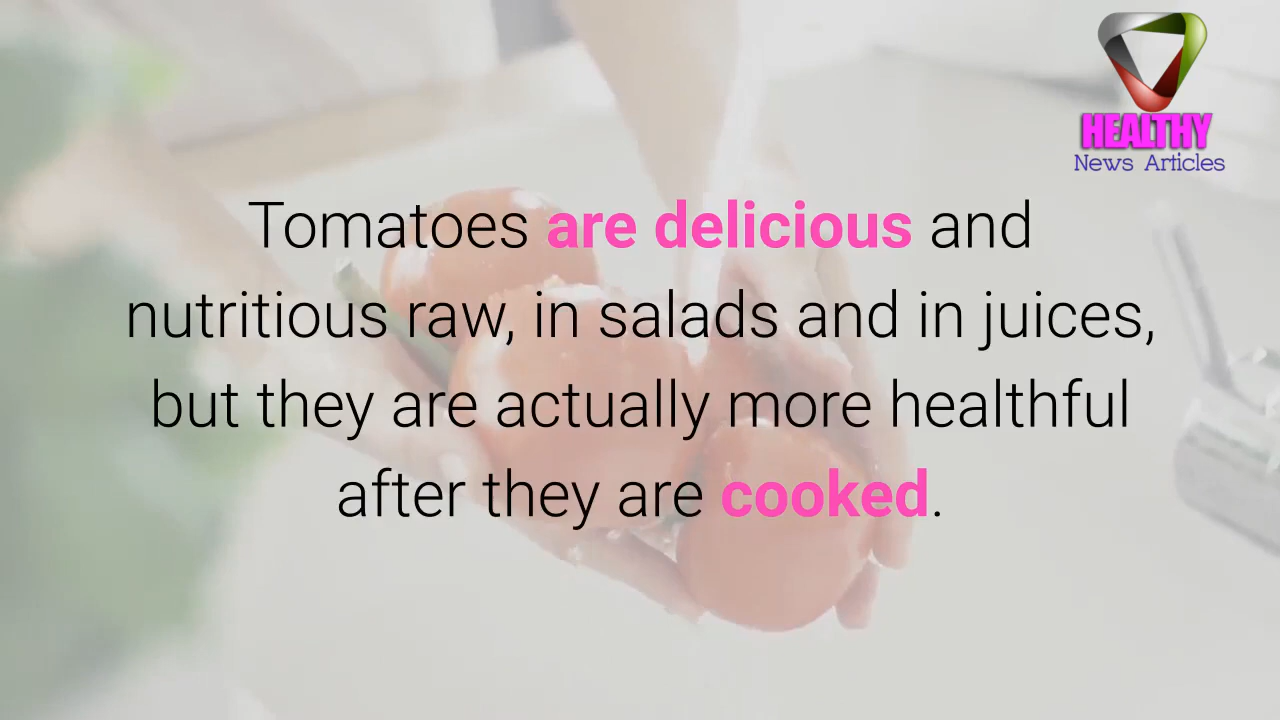 HEALTHY
News Articles
Tomatoes are delicious and
nutritious raw, in salads and in juices,
but they are actually more healthful
after they are cooked.